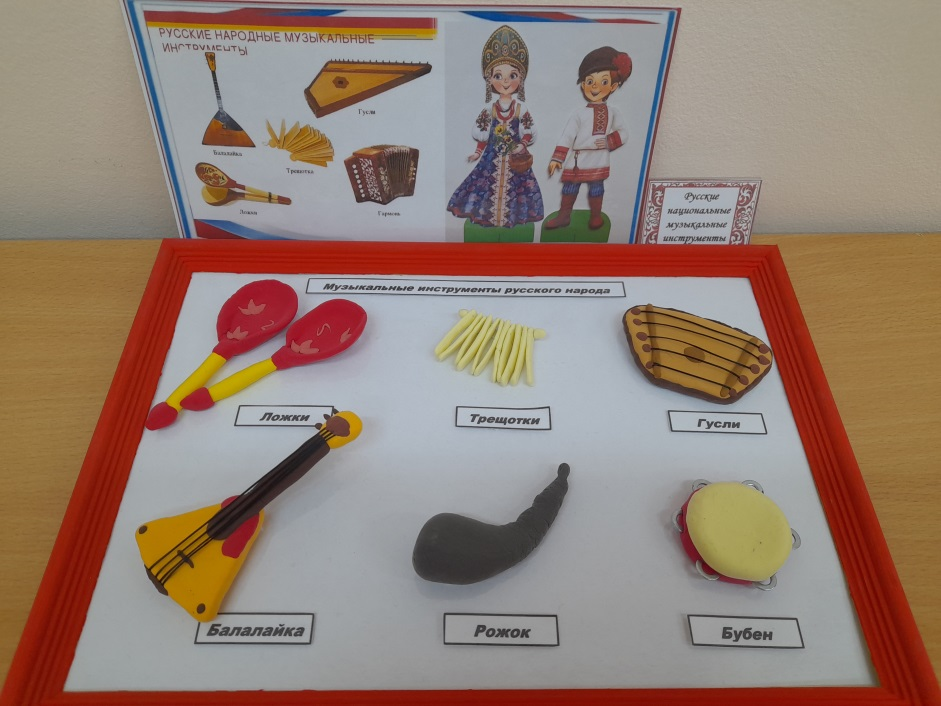 РУССКИЕ НАРОДНЫЕ МУЗЫКАЛЬНЫЕ
ИНСТРУМЕНТЫ
Гусли
Балалайка
Трещотка
Ложки
Гармонь
Русские
национальные
музыкальные
инструменты
Музыкальные инструменты русского народа
Ложки
Трещотки
Гусли
Балалайка
Рожок
Бубен